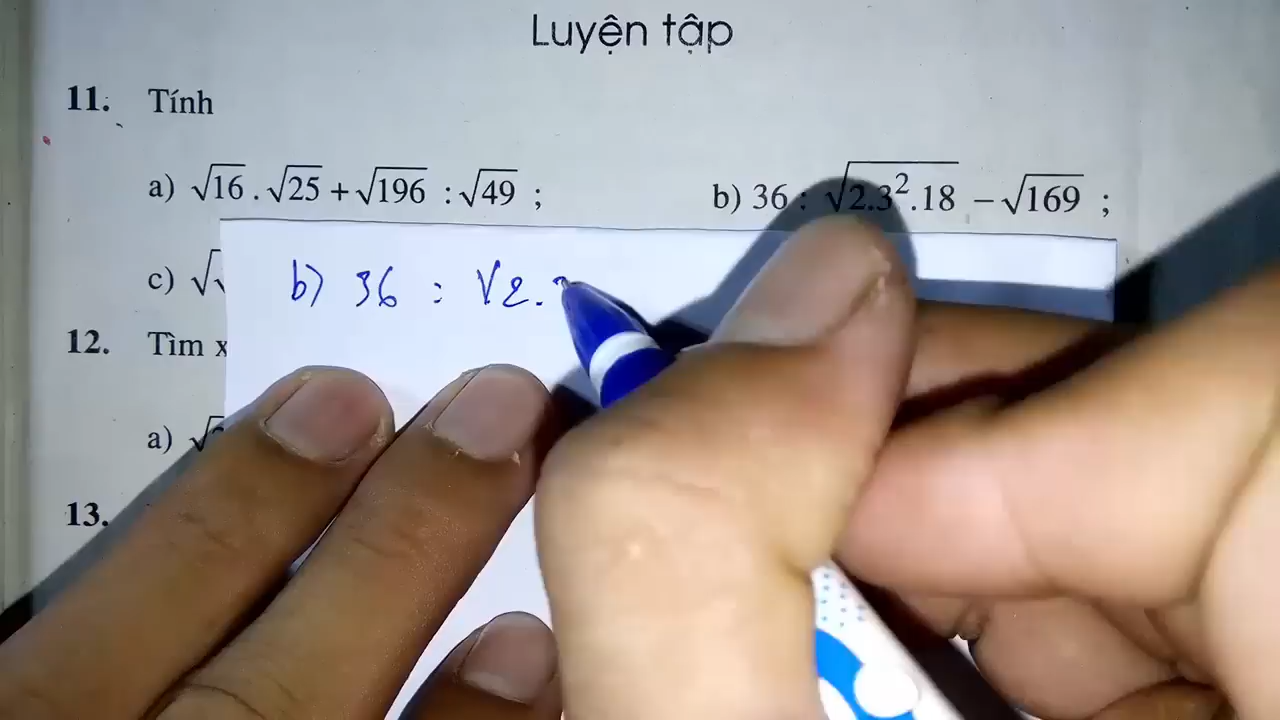 Luyện tập
11. Tính
a) √16 . √25 + √196 : √49 ;
b) 36 : √2.3².18 − √169 ;
c) √√
b) 36 : √2.
12. Tìm x
a) √
13.